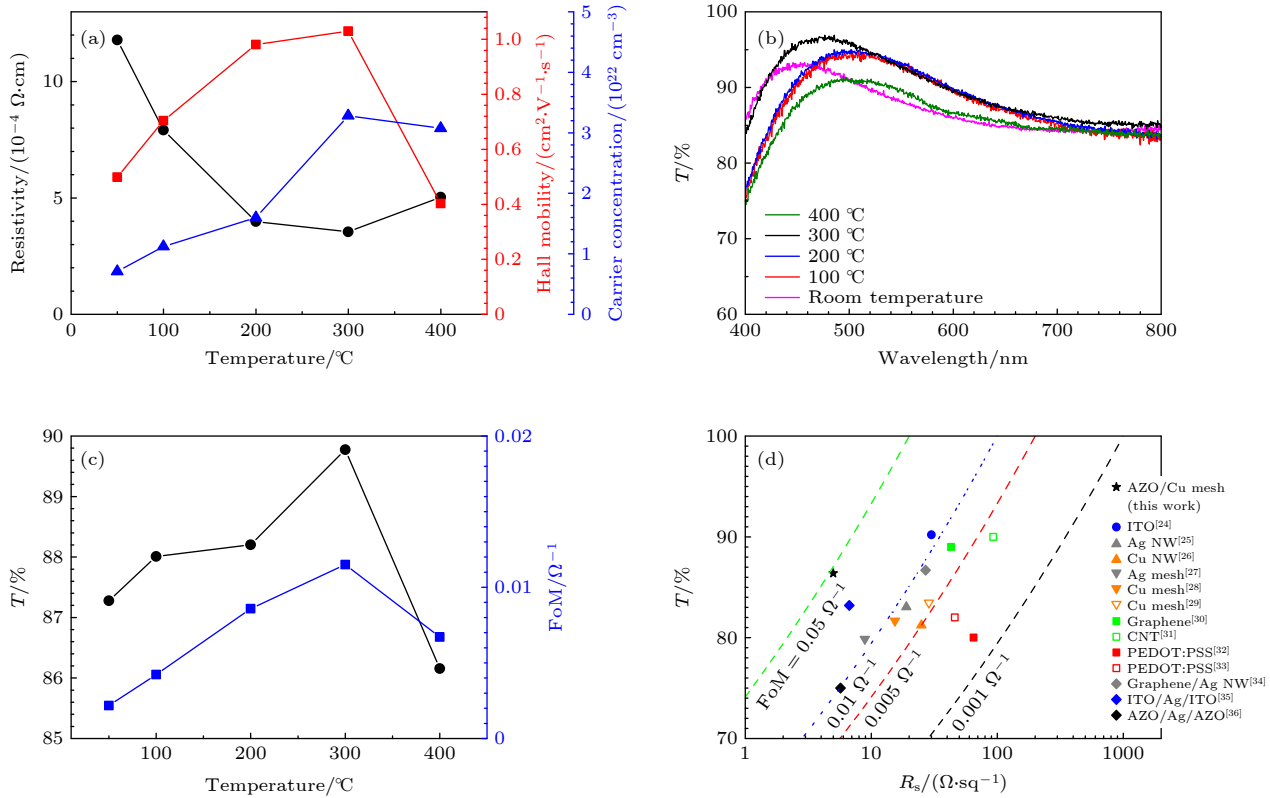 (a)
Resistivity/(10⁻⁴ Ω·cm)
10
5
0
0 100 200 300 400
Temperature/℃
Hall mobility/(cm²·V⁻¹·s⁻¹)
1.0
0.8
0.6
0.4
0.2
0
Carrier concentration/(10²² cm⁻³)
5
4
3
2
1
0
(b)
T/%
100
90
80
70
60
400 500 600 700 800
Wavelength/nm
400 ℃
300 ℃
200 ℃
100 ℃
Room temperature
(c)
T/%
90
89
88
87
86
85
100 200 300 400
Temperature/℃
FoM/Ω⁻¹
0.02
0.01
0
(d)
T/%
100
90
80
70
1 10 100 1000
Rₛ/(Ω·sq⁻¹)
FoM = 0.05 Ω⁻¹
0.01 Ω⁻¹
0.005 Ω⁻¹
0.001 Ω⁻¹
AZO/Cu mesh
(this work)
ITO[24]
Ag NW[25]
Cu NW[26]
Ag mesh[27]
Cu mesh[28]
Cu mesh[29]
Graphene[30]
CNT[31]
PEDOT:PSS[32]
PEDOT:PSS[33]
Graphene/Ag NW[34]
ITO/Ag/ITO[35]
AZO/Ag/AZO[36]